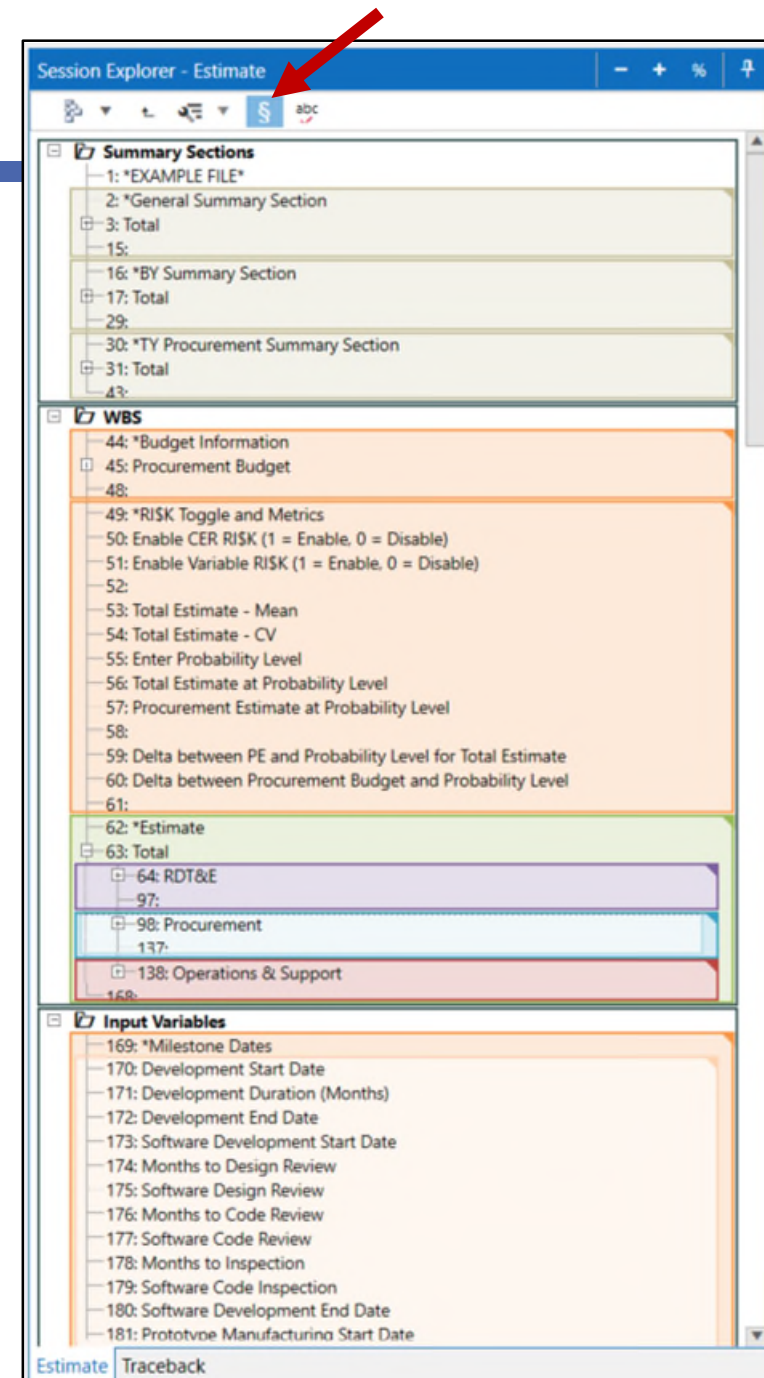 Session Explorer - Estimate − + %
§ abc
Summary Sections
1: *EXAMPLE FILE*
2: *General Summary Section
3: Total
15:
16: *BY Summary Section
17: Total
29:
30: *TY Procurement Summary Section
31: Total
43:
WBS
44: *Budget Information
45: Procurement Budget
48:
49: *RI$K Toggle and Metrics
50: Enable CER RI$K (1 = Enable, 0 = Disable)
51: Enable Variable RI$K (1 = Enable, 0 = Disable)
52:
53: Total Estimate - Mean
54: Total Estimate - CV
55: Enter Probability Level
56: Total Estimate at Probability Level
57: Procurement Estimate at Probability Level
58:
59: Delta between PE and Probability Level for Total Estimate
60: Delta between Procurement Budget and Probability Level
61:
62: *Estimate
63: Total
64: RDT&E
97:
98: Procurement
137:
138: Operations & Support
168:
Input Variables
169: *Milestone Dates
170: Development Start Date
171: Development Duration (Months)
172: Development End Date
173: Software Development Start Date
174: Months to Design Review
175: Software Design Review
176: Months to Code Review
177: Software Code Review
178: Months to Inspection
179: Software Code Inspection
180: Software Development End Date
181: Prototype Manufacturing Start Date
Estimate Traceback